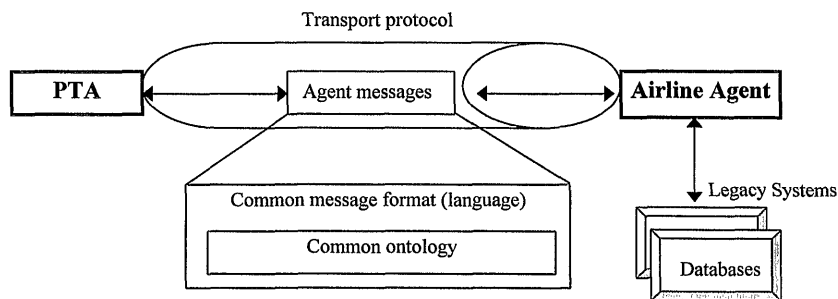 Transport protocol
PTA
Agent messages
Airline Agent
Common message format (language)
Common ontology
Legacy Systems
Databases